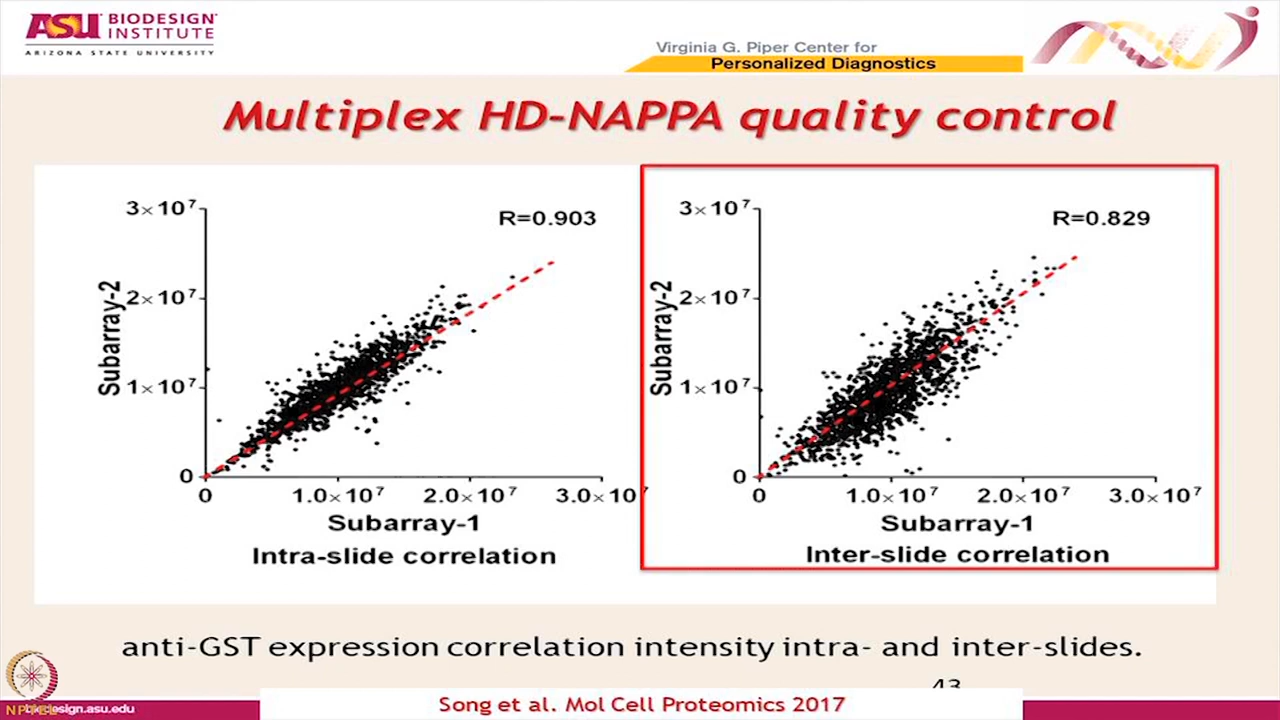 ASU BIODESIGN
INSTITUTE
ARIZONA STATE UNIVERSITY
Virginia G. Piper Center for
Personalized Diagnostics
Multiplex HD-NAPPA quality control
3×10⁷
R=0.903
2×10⁷
1×10⁷
0
Subarray-2
0 1.0×10⁷ 2.0×10⁷ 3.0×10⁷
Subarray-1
Intra-slide correlation
3×10⁷
R=0.829
2×10⁷
1×10⁷
0
Subarray-2
0 1.0×10⁷ 2.0×10⁷ 3.0×10⁷
Subarray-1
Inter-slide correlation
anti-GST expression correlation intensity intra- and inter-slides.
43
Song et al. Mol Cell Proteomics 2017
NPTEL
biodesign.asu.edu